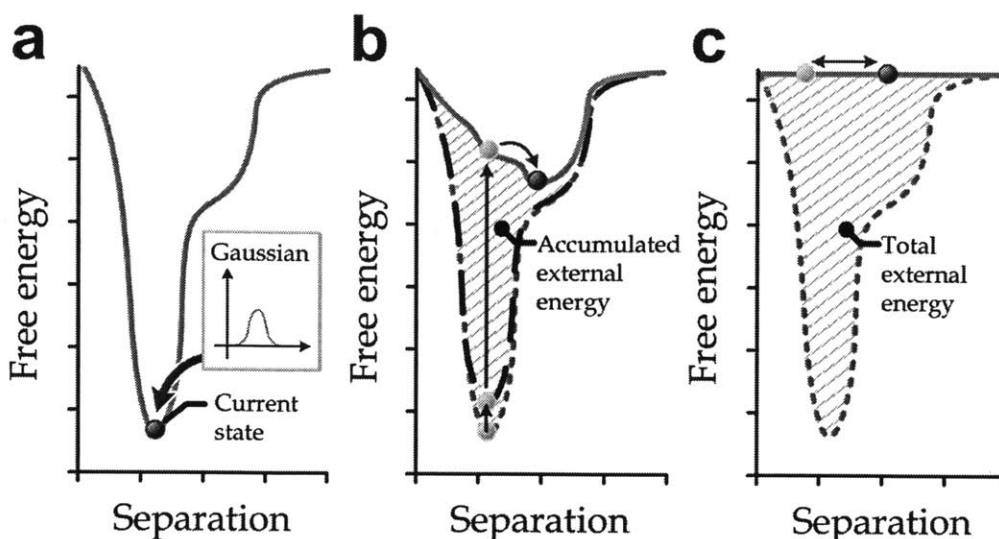 a
Free energy
Gaussian
Current
state
Separation
b
Free energy
Accumulated
external
energy
Separation
c
Free energy
Total
external
energy
Separation